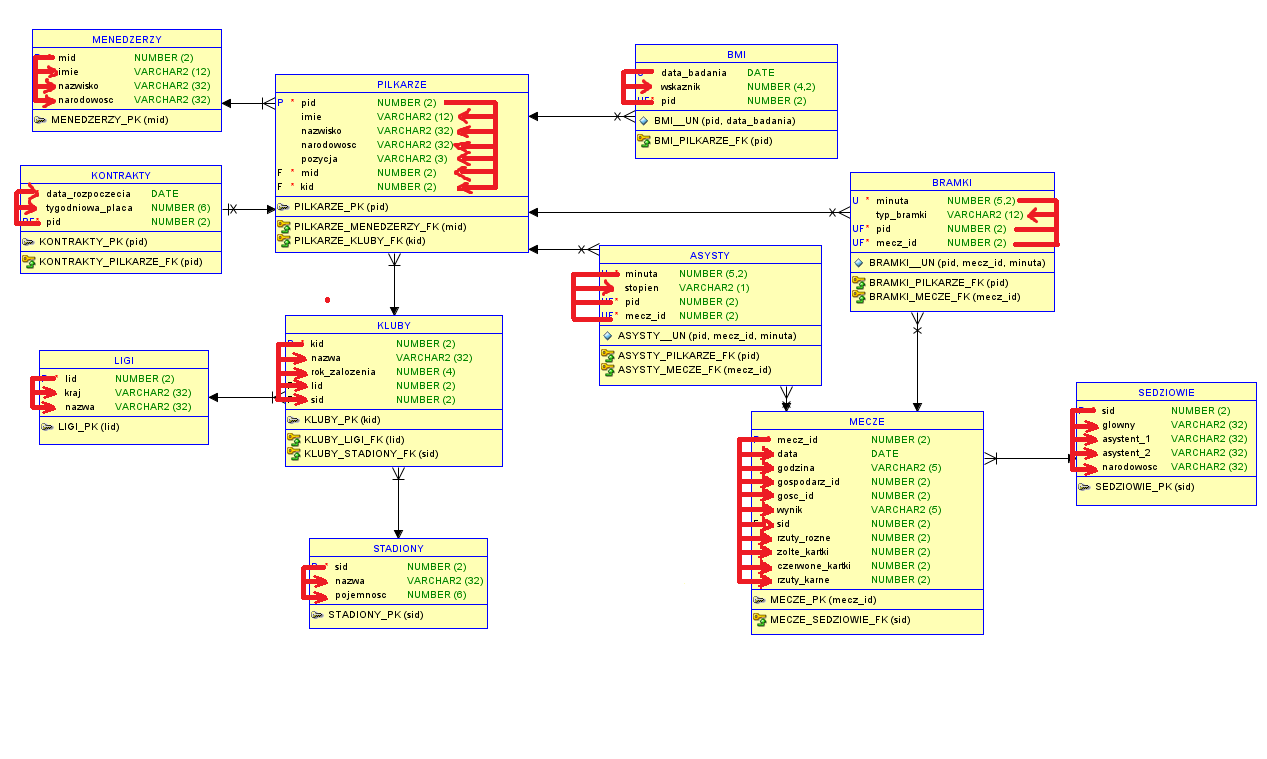 MENEDZERZY
mid NUMBER (2)
imie VARCHAR2 (12)
nazwisko VARCHAR2 (32)
narodowosc VARCHAR2 (32)
MENEDZERZY_PK (mid)
PILKARZE
P * pid NUMBER (2)
imie VARCHAR2 (12)
nazwisko VARCHAR2 (32)
narodowosc VARCHAR2 (32)
pozycja VARCHAR2 (3)
F * mid NUMBER (2)
F * kid NUMBER (2)
PILKARZE_PK (pid)
PILKARZE_MENEDZERZY_FK (mid)
PILKARZE_KLUBY_FK (kid)
BMI
data_badania DATE
wskaznik NUMBER (4,2)
UF* pid NUMBER (2)
BMI__UN (pid, data_badania)
BMI_PILKARZE_FK (pid)
KONTRAKTY
data_rozpoczecia DATE
tygodniowa_placa NUMBER (6)
PF* pid NUMBER (2)
KONTRAKTY_PK (pid)
KONTRAKTY_PILKARZE_FK (pid)
BRAMKI
U * minuta NUMBER (5,2)
typ_bramki VARCHAR2 (12)
UF* pid NUMBER (2)
UF* mecz_id NUMBER (2)
BRAMKI__UN (pid, mecz_id, minuta)
BRAMKI_PILKARZE_FK (pid)
BRAMKI_MECZE_FK (mecz_id)
ASYSTY
U * minuta NUMBER (5,2)
stopien VARCHAR2 (1)
UF* pid NUMBER (2)
UF* mecz_id NUMBER (2)
ASYSTY__UN (pid, mecz_id, minuta)
ASYSTY_PILKARZE_FK (pid)
ASYSTY_MECZE_FK (mecz_id)
KLUBY
P * kid NUMBER (2)
nazwa VARCHAR2 (32)
rok_zalozenia NUMBER (4)
lid NUMBER (2)
sid NUMBER (2)
KLUBY_PK (kid)
KLUBY_LIGI_FK (lid)
KLUBY_STADIONY_FK (sid)
LIGI
* lid NUMBER (2)
kraj VARCHAR2 (32)
nazwa VARCHAR2 (32)
LIGI_PK (lid)
SEDZIOWIE
sid NUMBER (2)
glowny VARCHAR2 (32)
asystent_1 VARCHAR2 (32)
asystent_2 VARCHAR2 (32)
narodowosc VARCHAR2 (32)
SEDZIOWIE_PK (sid)
MECZE
mecz_id NUMBER (2)
data DATE
godzina VARCHAR2 (5)
gospodarz_id NUMBER (2)
gosc_id NUMBER (2)
wynik VARCHAR2 (5)
sid NUMBER (2)
rzuty_rozne NUMBER (2)
zolte_kartki NUMBER (2)
czerwone_kartki NUMBER (2)
rzuty_karne NUMBER (2)
MECZE_PK (mecz_id)
MECZE_SEDZIOWIE_FK (sid)
STADIONY
P * sid NUMBER (2)
nazwa VARCHAR2 (32)
pojemnosc NUMBER (6)
STADIONY_PK (sid)